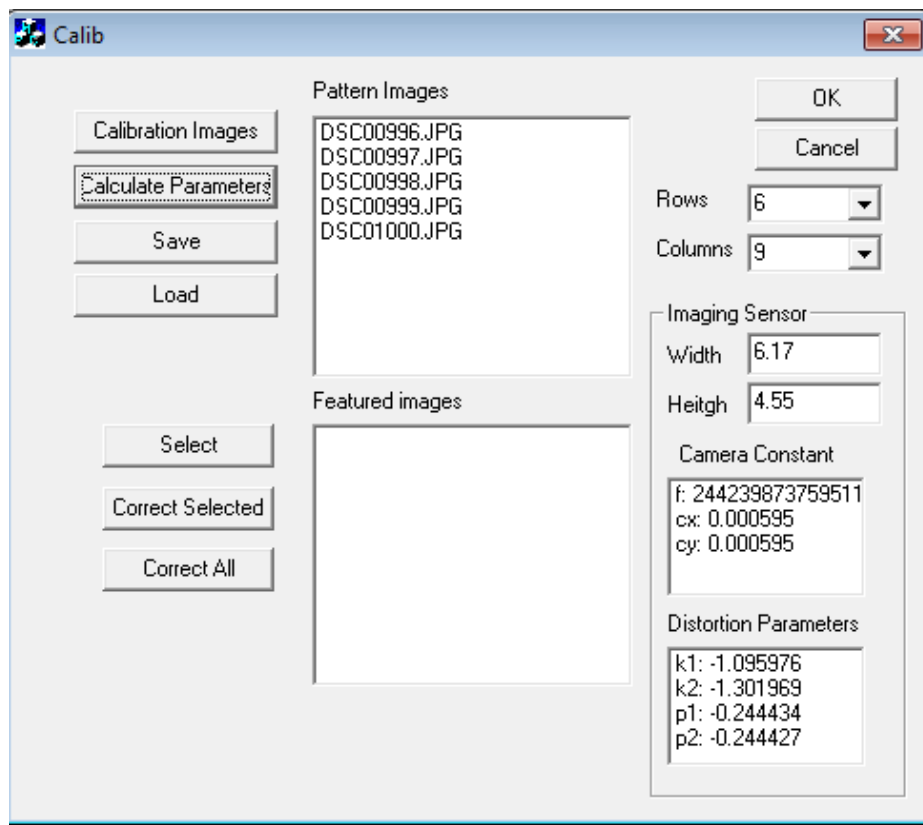 Calib
Calibration Images
Calculate Parameters
Save
Load
Pattern Images
DSC00996.JPG
DSC00997.JPG
DSC00998.JPG
DSC00999.JPG
DSC01000.JPG
OK
Cancel
Rows 6
Columns 9
Imaging Sensor
Width 6.17
Heitgh 4.55
Featured images
Select
Correct Selected
Correct All
Camera Constant
f: 244239873759511
cx: 0.000595
cy: 0.000595
Distortion Parameters
k1: -1.095976
k2: -1.301969
p1: -0.244434
p2: -0.244427